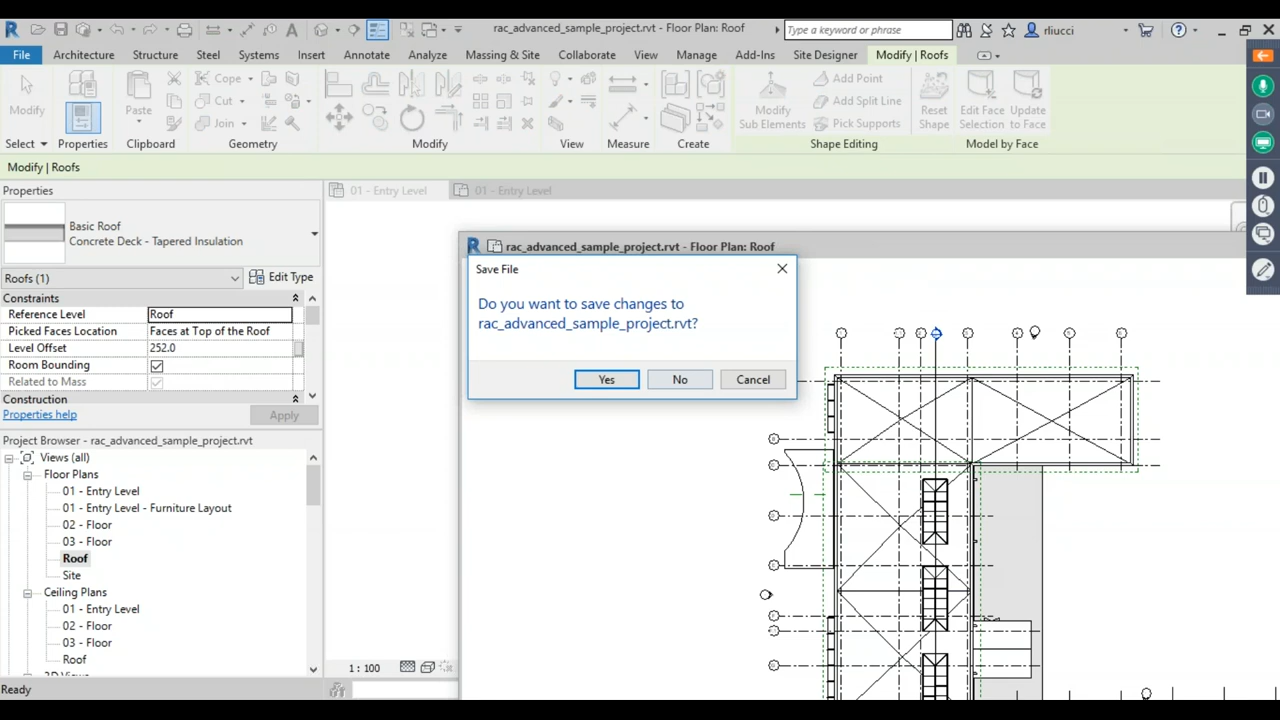 rac_advanced_sample_project.rvt - Floor Plan: Roof
Type a keyword or phrase
rliucci
File
Architecture
Structure
Steel
Systems
Insert
Annotate
Analyze
Massing & Site
Collaborate
View
Manage
Add-Ins
Site Designer
Modify | Roofs
Modify
Paste
Cope
Cut
Join
Modify
Sub Elements
Add Point
Add Split Line
Pick Supports
Reset
Shape
Edit Face
Selection
Update
to Face
Select
Properties
Clipboard
Geometry
Modify
View
Measure
Create
Shape Editing
Model by Face
Modify | Roofs
Properties
01 - Entry Level
01 - Entry Level
Basic Roof
Concrete Deck - Tapered Insulation
Roofs (1)
Edit Type
Constraints
Reference Level
Roof
Picked Faces Location
Faces at Top of the Roof
Level Offset
252.0
Room Bounding
Related to Mass
Construction
Properties help
Apply
Project Browser - rac_advanced_sample_project.rvt
Views (all)
Floor Plans
01 - Entry Level
01 - Entry Level - Furniture Layout
02 - Floor
03 - Floor
Roof
Site
Ceiling Plans
01 - Entry Level
02 - Floor
03 - Floor
Roof
rac_advanced_sample_project.rvt - Floor Plan: Roof
Save File
Do you want to save changes to
rac_advanced_sample_project.rvt?
Yes
No
Cancel
1 : 100
Ready